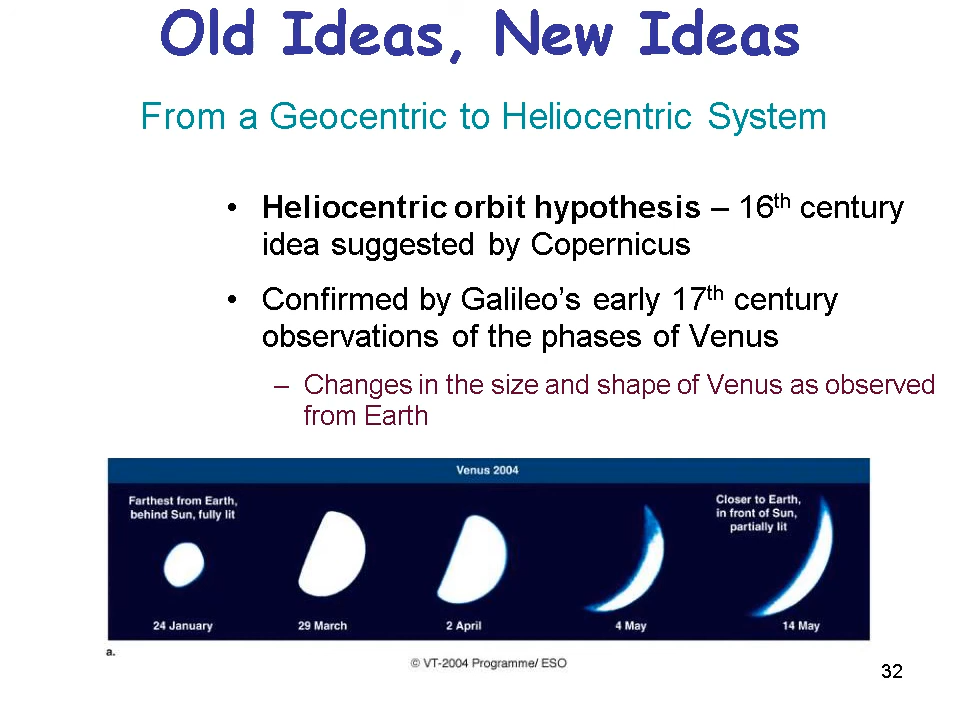 Old Ideas, New Ideas
From a Geocentric to Heliocentric System
• Heliocentric orbit hypothesis – 16th century
idea suggested by Copernicus
• Confirmed by Galileo's early 17th century
observations of the phases of Venus
– Changes in the size and shape of Venus as observed
from Earth
Venus 2004
Farthest from Earth,
behind Sun, fully lit
Closer to Earth,
in front of Sun,
partially lit
24 January
29 March
2 April
4 May
14 May
a.
© VT-2004 Programme/ ESO
32